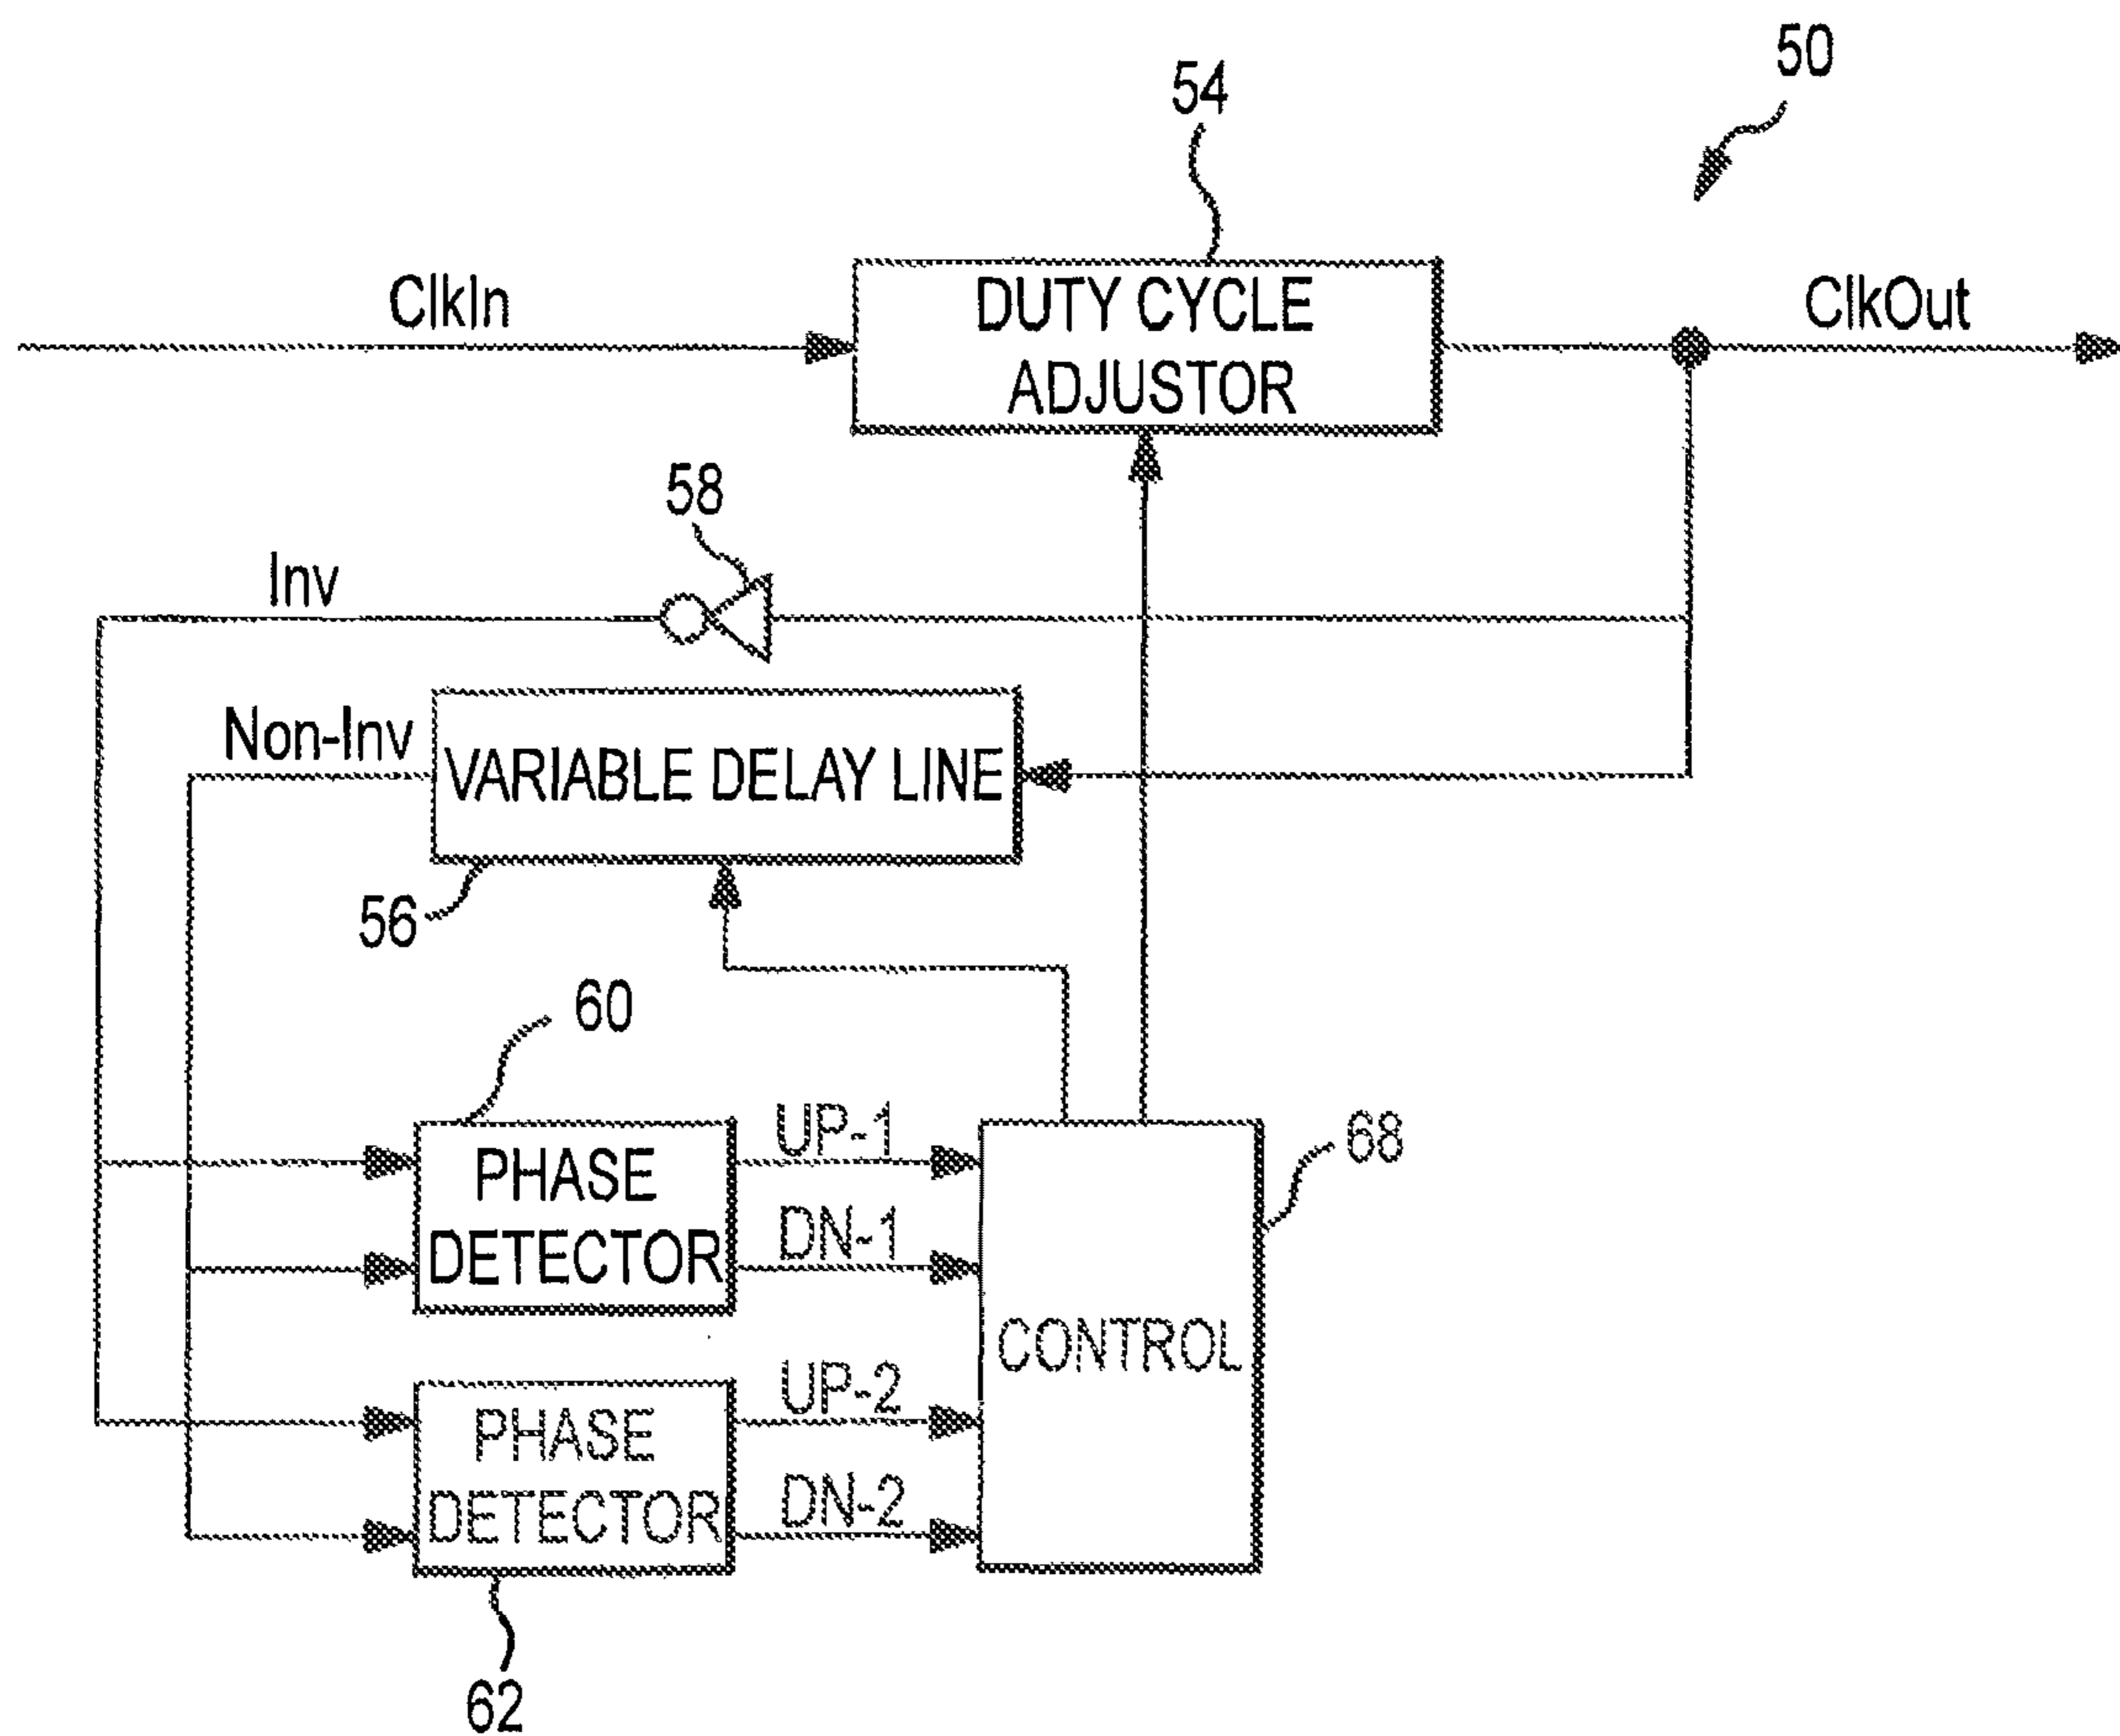 50
54
ClkIn
DUTY CYCLE
ADJUSTOR
ClkOut
58
Inv
Non-Inv
VARIABLE DELAY LINE
56
60
UP-1
68
PHASE
DETECTOR
DN-1
CONTROL
UP-2
PHASE
DETECTOR
DN-2
62